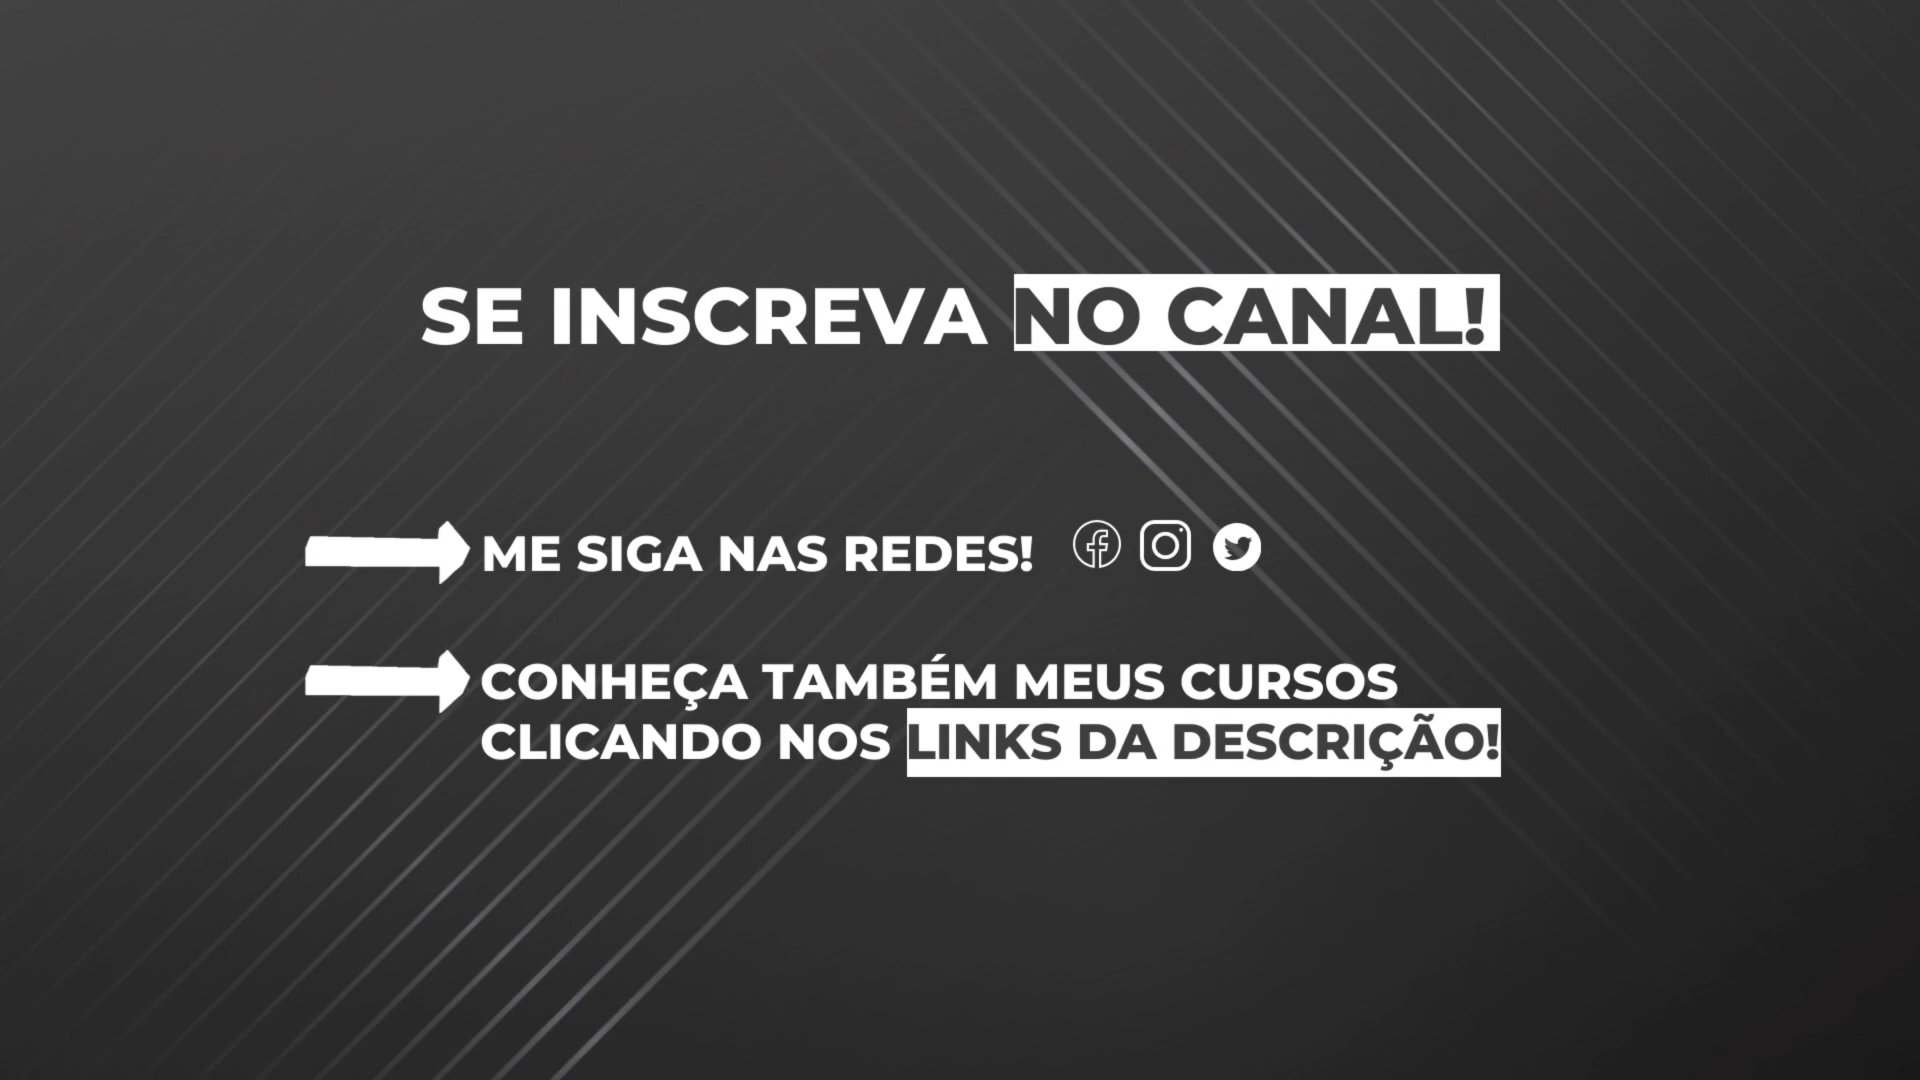 SE INSCREVA NO CANAL!
ME SIGA NAS REDES!
CONHEÇA TAMBÉM MEUS CURSOS
CLICANDO NOS LINKS DA DESCRIÇÃO!